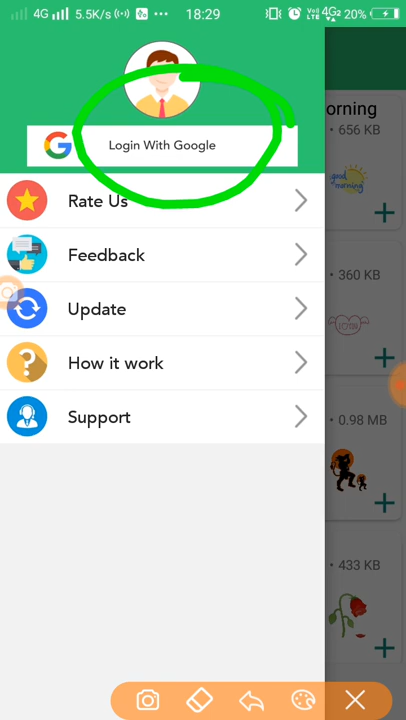 4G 5.5K/s 18:29 VoLTE 4G2 20%
orning
• 656 KB
good morning
Login With Google
Rate Us
Feedback
• 360 KB
Update
How it work
Support
• 0.98 MB
• 433 KB